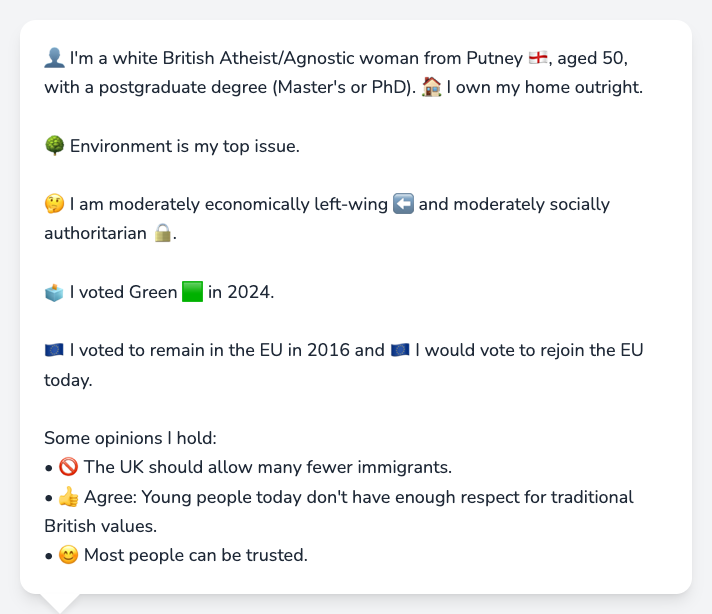 👤 I'm a white British Atheist/Agnostic woman from Putney 🏴󠁧󠁢󠁥󠁮󠁧󠁿, aged 50,
with a postgraduate degree (Master's or PhD). 🏠 I own my home outright.
🌳 Environment is my top issue.
🤔 I am moderately economically left-wing ⬅️ and moderately socially
authoritarian 🔒.
🗳️ I voted Green 🟩 in 2024.
🇪🇺 I voted to remain in the EU in 2016 and 🇪🇺 I would vote to rejoin the EU
today.
Some opinions I hold:
• 🚫 The UK should allow many fewer immigrants.
• 👍 Agree: Young people today don't have enough respect for traditional
British values.
• 😊 Most people can be trusted.